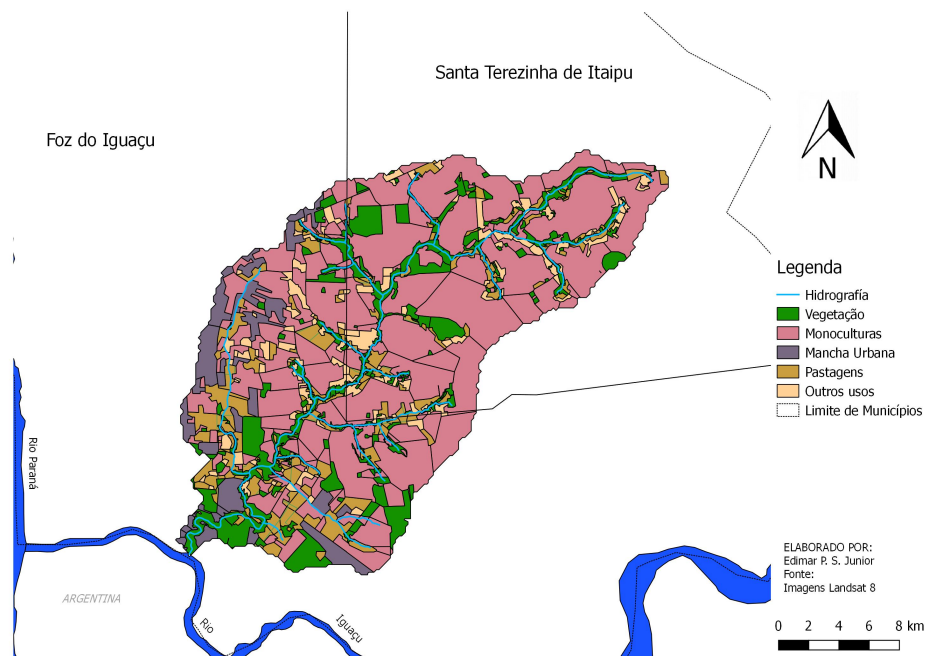 Santa Terezinha de Itaipu
Foz do Iguaçu
N
Legenda
Hidrografía
Vegetação
Monoculturas
Mancha Urbana
Pastagens
Outros usos
Limite de Municípios
Rio Paraná
ARGENTINA
Rio
Iguaçu
ELABORADO POR:
Edimar P. S. Junior
Fonte:
Imagens Landsat 8
0 2 4 6 8 km